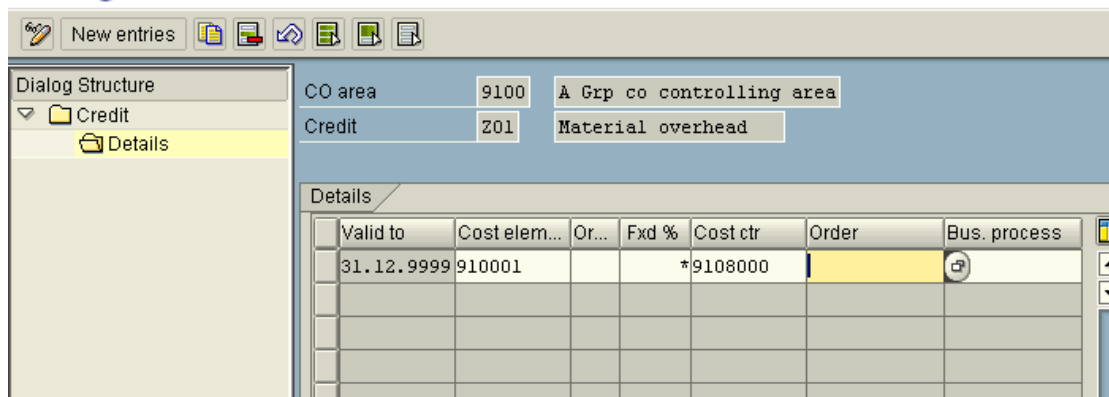 New entries
Dialog Structure
Credit
Details
CO area 9100 A Grp co controlling area
Credit Z01 Material overhead
Details
Valid to Cost elem... Or... Fxd % Cost ctr Order Bus. process
31.12.9999 910001 *9108000